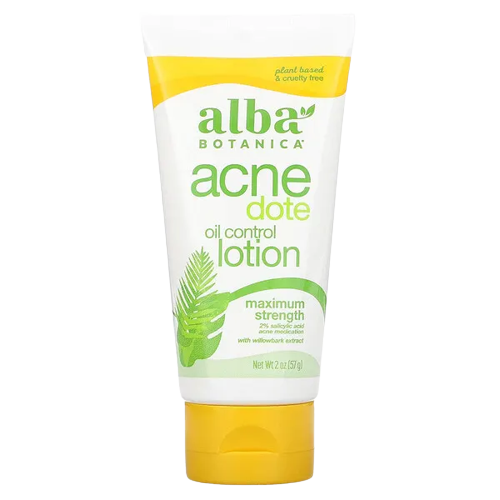 plant based
& cruelty free
alba
BOTANICA®
acne
dote
oil control
lotion
maximum
strength
2% salicylic acid
acne medication
with willowbark extract
Net Wt 2 oz (57g)